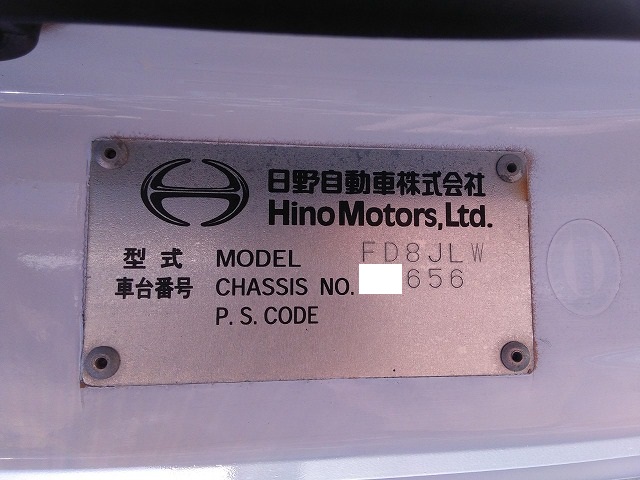 日野自動車株式会社
Hino Motors, Ltd.
型式 MODEL FD8JLW
車台番号 CHASSIS NO. 656
P.S.CODE